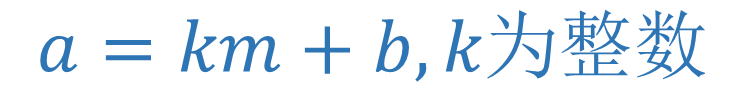 a = km + b, k为整数